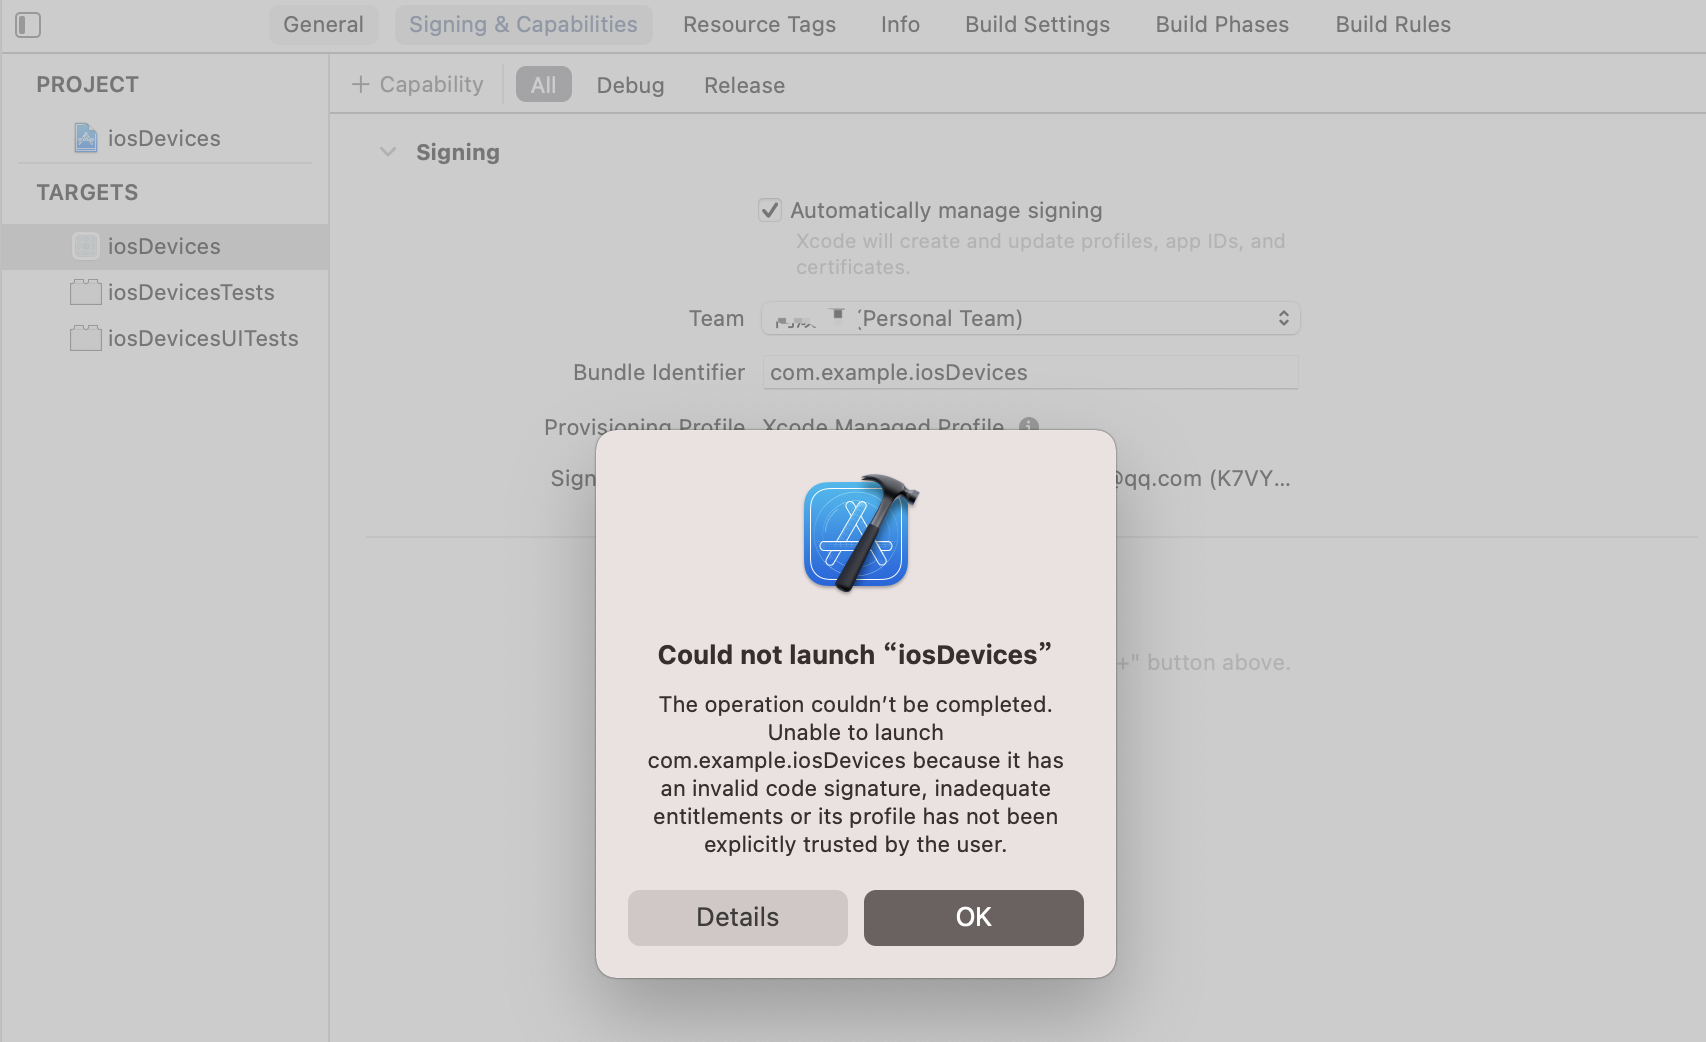 General Signing & Capabilities Resource Tags Info Build Settings Build Phases Build Rules
PROJECT
iosDevices
TARGETS
iosDevices
iosDevicesTests
iosDevicesUITests
+ Capability All Debug Release
Signing
Automatically manage signing
Xcode will create and update profiles, app IDs, and
certificates.
Team (Personal Team)
Bundle Identifier com.example.iosDevices
Provisioning Profile Xcode Managed Profile
Sign @qq.com (K7VY...
+" button above.
Could not launch “iosDevices”
The operation couldn’t be completed.
Unable to launch
com.example.iosDevices because it has
an invalid code signature, inadequate
entitlements or its profile has not been
explicitly trusted by the user.
Details OK